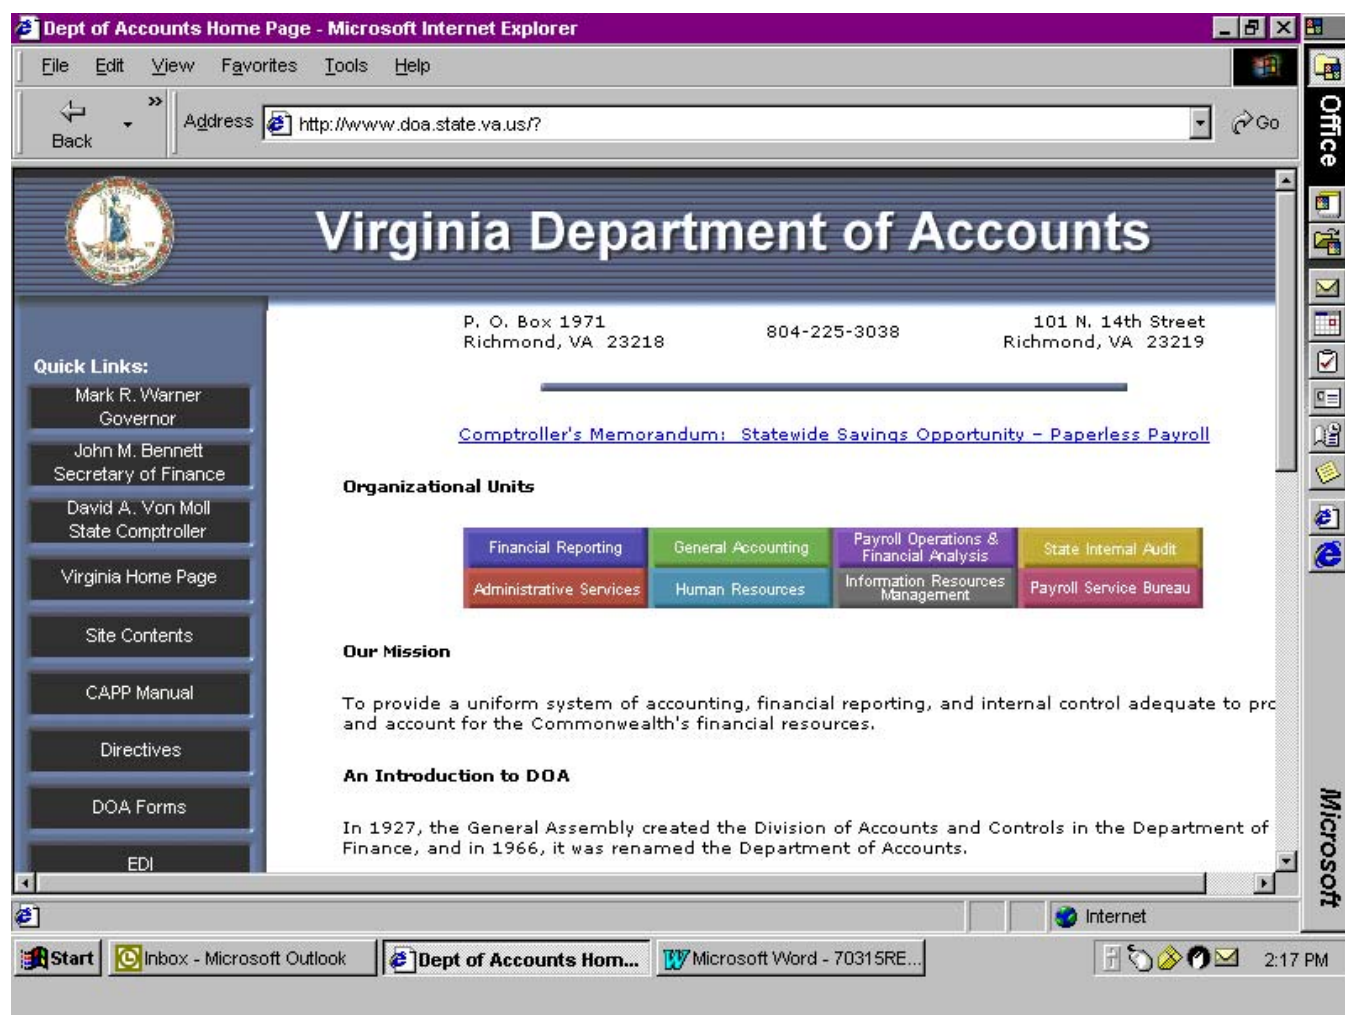 Dept of Accounts Home Page - Microsoft Internet Explorer
File Edit View Favorites Tools Help
Back » Address http://www.doa.state.va.us/? Go
Office
Virginia Department of Accounts
P. O. Box 1971
Richmond, VA 23218
804-225-3038
101 N. 14th Street
Richmond, VA 23219
Quick Links:
Mark R. Warner
Governor
John M. Bennett
Secretary of Finance
David A. Von Moll
State Comptroller
Virginia Home Page
Site Contents
CAPP Manual
Directives
DOA Forms
EDI
Comptroller's Memorandum: Statewide Savings Opportunity – Paperless Payroll
Organizational Units
Financial Reporting
General Accounting
Payroll Operations &
Financial Analysis
State Internal Audit
Administrative Services
Human Resources
Information Resources
Management
Payroll Service Bureau
Our Mission
To provide a uniform system of accounting, financial reporting, and internal control adequate to pro
and account for the Commonwealth's financial resources.
An Introduction to DOA
In 1927, the General Assembly created the Division of Accounts and Controls in the Department of
Finance, and in 1966, it was renamed the Department of Accounts.
Microsoft
Internet
Start Inbox - Microsoft Outlook Dept of Accounts Hom... Microsoft Word - 70315RE... 2:17 PM